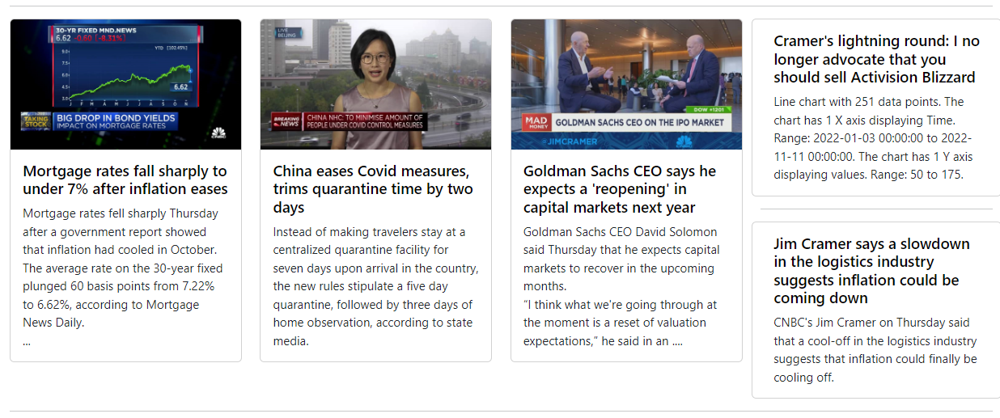 30-YR FIXED MND.NEWS
6.62 -0.60 [-8.31%]
YTD [102.45%]
9.0
7.5
6.0
4.5
3.0
6.62
J F M A M J J A S O N
TAKING STOCK
BIG DROP IN BOND YIELDS
IMPACT ON MORTGAGE RATES
CNBC
Mortgage rates fall sharply to
under 7% after inflation eases
Mortgage rates fell sharply Thursday
after a government report showed
that inflation had cooled in October.
The average rate on the 30-year fixed
plunged 60 basis points from 7.22%
to 6.62%, according to Mortgage
News Daily.
...
LIVE
BEIJING
BREAKING NEWS
CHINA NHC: TO MINIMISE AMOUNT OF
PEOPLE UNDER COVID CONTROL MEASURES
China eases Covid measures,
trims quarantine time by two
days
Instead of making travelers stay at a
centralized quarantine facility for
seven days upon arrival in the country,
the new rules stipulate a five day
quarantine, followed by three days of
home observation, according to state
media.
DOW +1201
MAD MONEY
GOLDMAN SACHS CEO ON THE IPO MARKET
@JIMCRAMER
Goldman Sachs CEO says he
expects a 'reopening' in
capital markets next year
Goldman Sachs CEO David Solomon
said Thursday that he expects capital
markets to recover in the upcoming
months.
“I think what we're going through at
the moment is a reset of valuation
expectations,” he said in an ....
Cramer's lightning round: I no
longer advocate that you
should sell Activision Blizzard
Line chart with 251 data points. The
chart has 1 X axis displaying Time.
Range: 2022-01-03 00:00:00 to 2022-
11-11 00:00:00. The chart has 1 Y axis
displaying values. Range: 50 to 175.
Jim Cramer says a slowdown
in the logistics industry
suggests inflation could be
coming down
CNBC's Jim Cramer on Thursday said
that a cool-off in the logistics industry
suggests that inflation could finally be
cooling off.